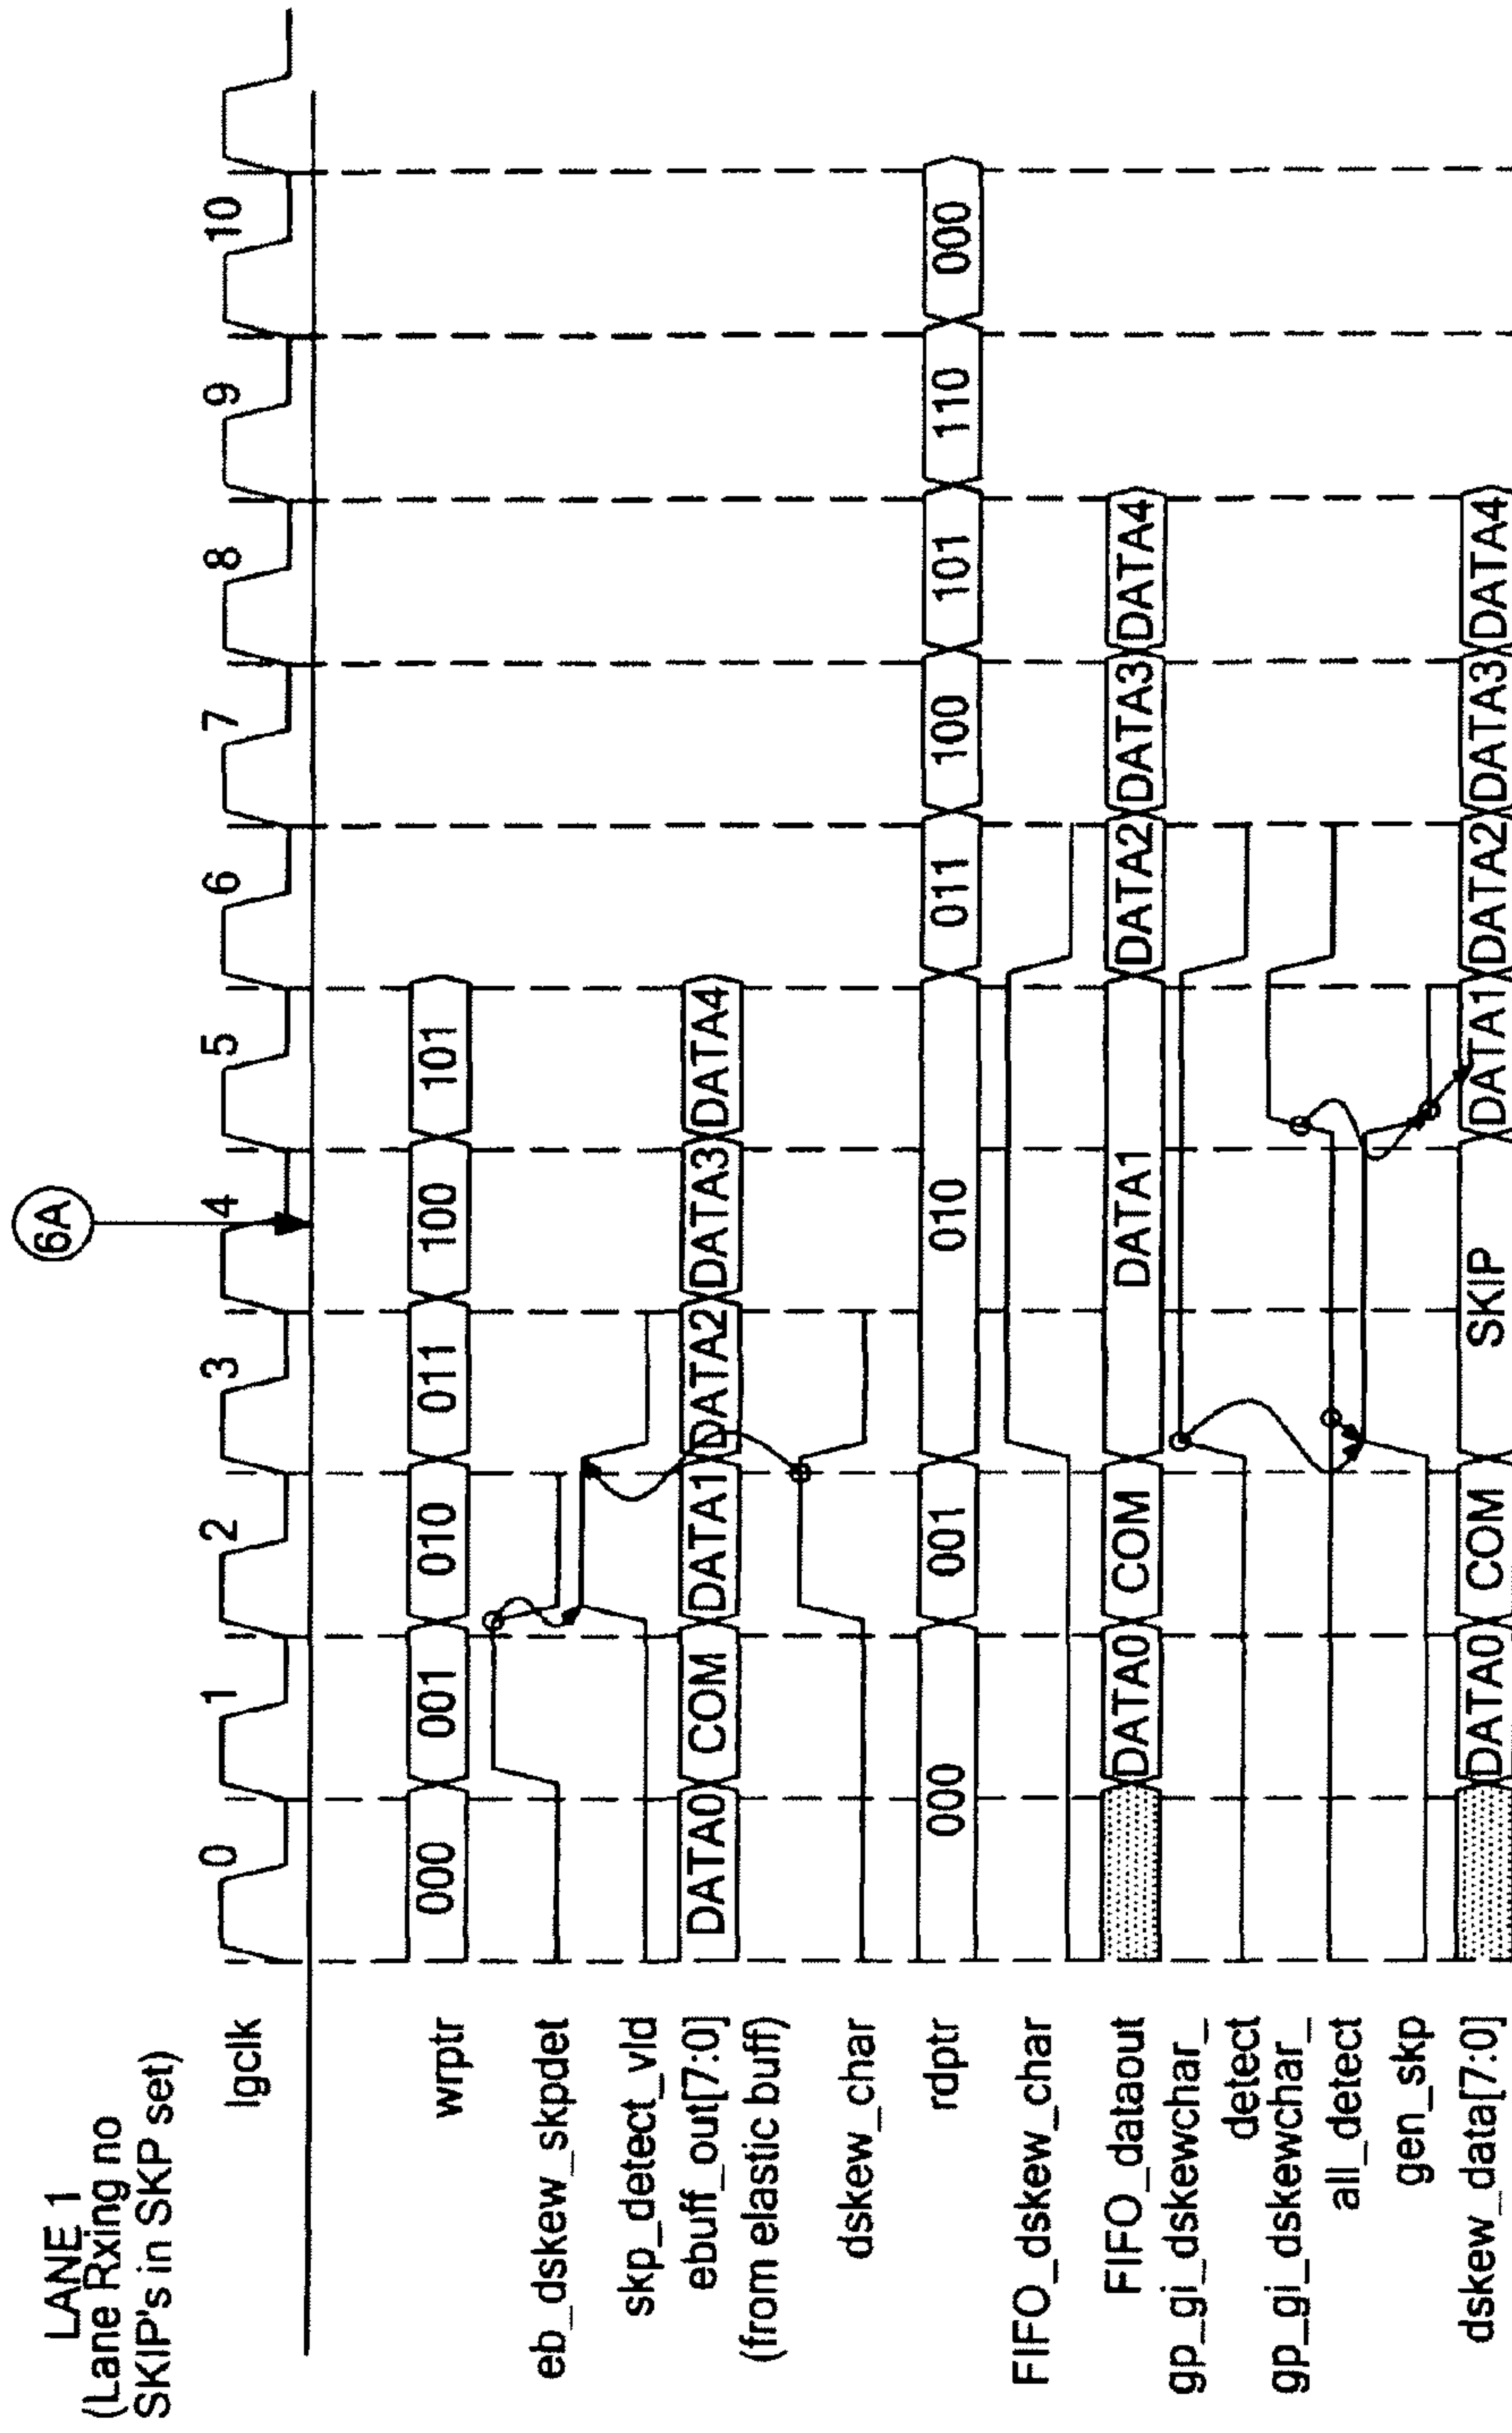 6A
LANE 1
(Lane Rxing no
SKIP's in SKP set)
lgclk 0 1 2 3 4 5 6 7 8 9 10
wrptr 000 001 010 011 100 101
eb_dskew_skpdet
skp_detect_vld
ebuff_out[7:0] DATA0 COM DATA1 DATA2 DATA3 DATA4
(from elastic buff)
dskew_char
rdptr 000 001 010 011 100 101 110 000
FIFO_dskew_char
FIFO_dataout DATA0 COM DATA1 DATA2 DATA3 DATA4
gp_gi_dskewchar_
detect
gp_gi_dskewchar_
all_detect
gen_skp
dskew_data[7:0] DATA0 COM SKIP DATA1 DATA2 DATA3 DATA4